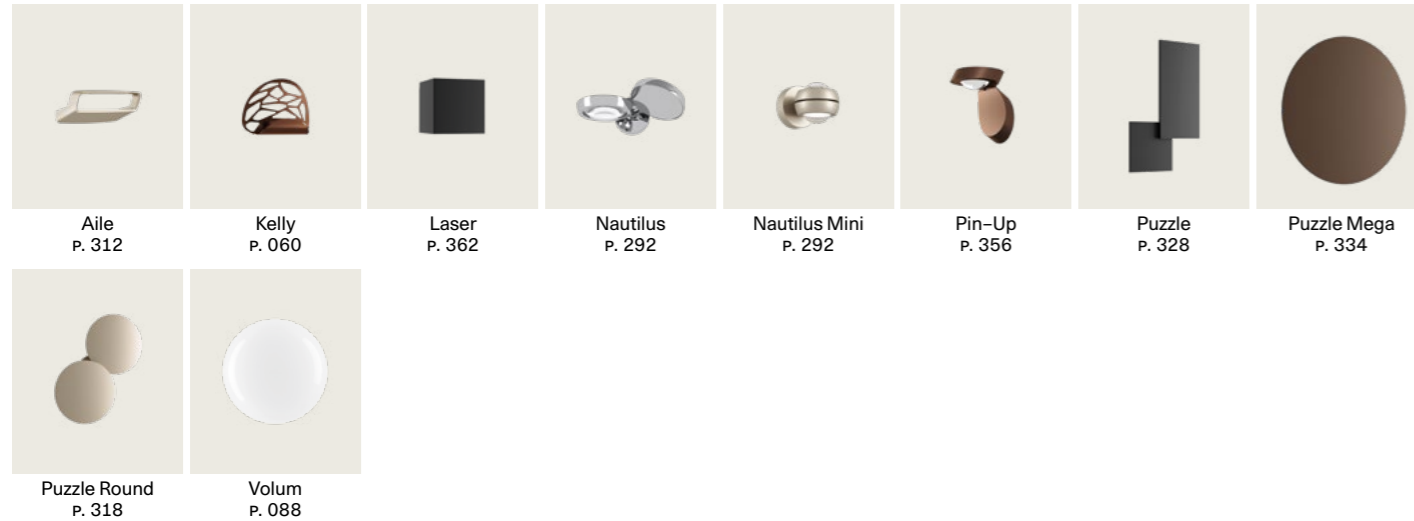 Aile
P. 312
Kelly
P. 060
Laser
P. 362
Nautilus
P. 292
Nautilus Mini
P. 292
Pin–Up
P. 356
Puzzle
P. 328
Puzzle Mega
P. 334
Puzzle Round
P. 318
Volum
P. 088